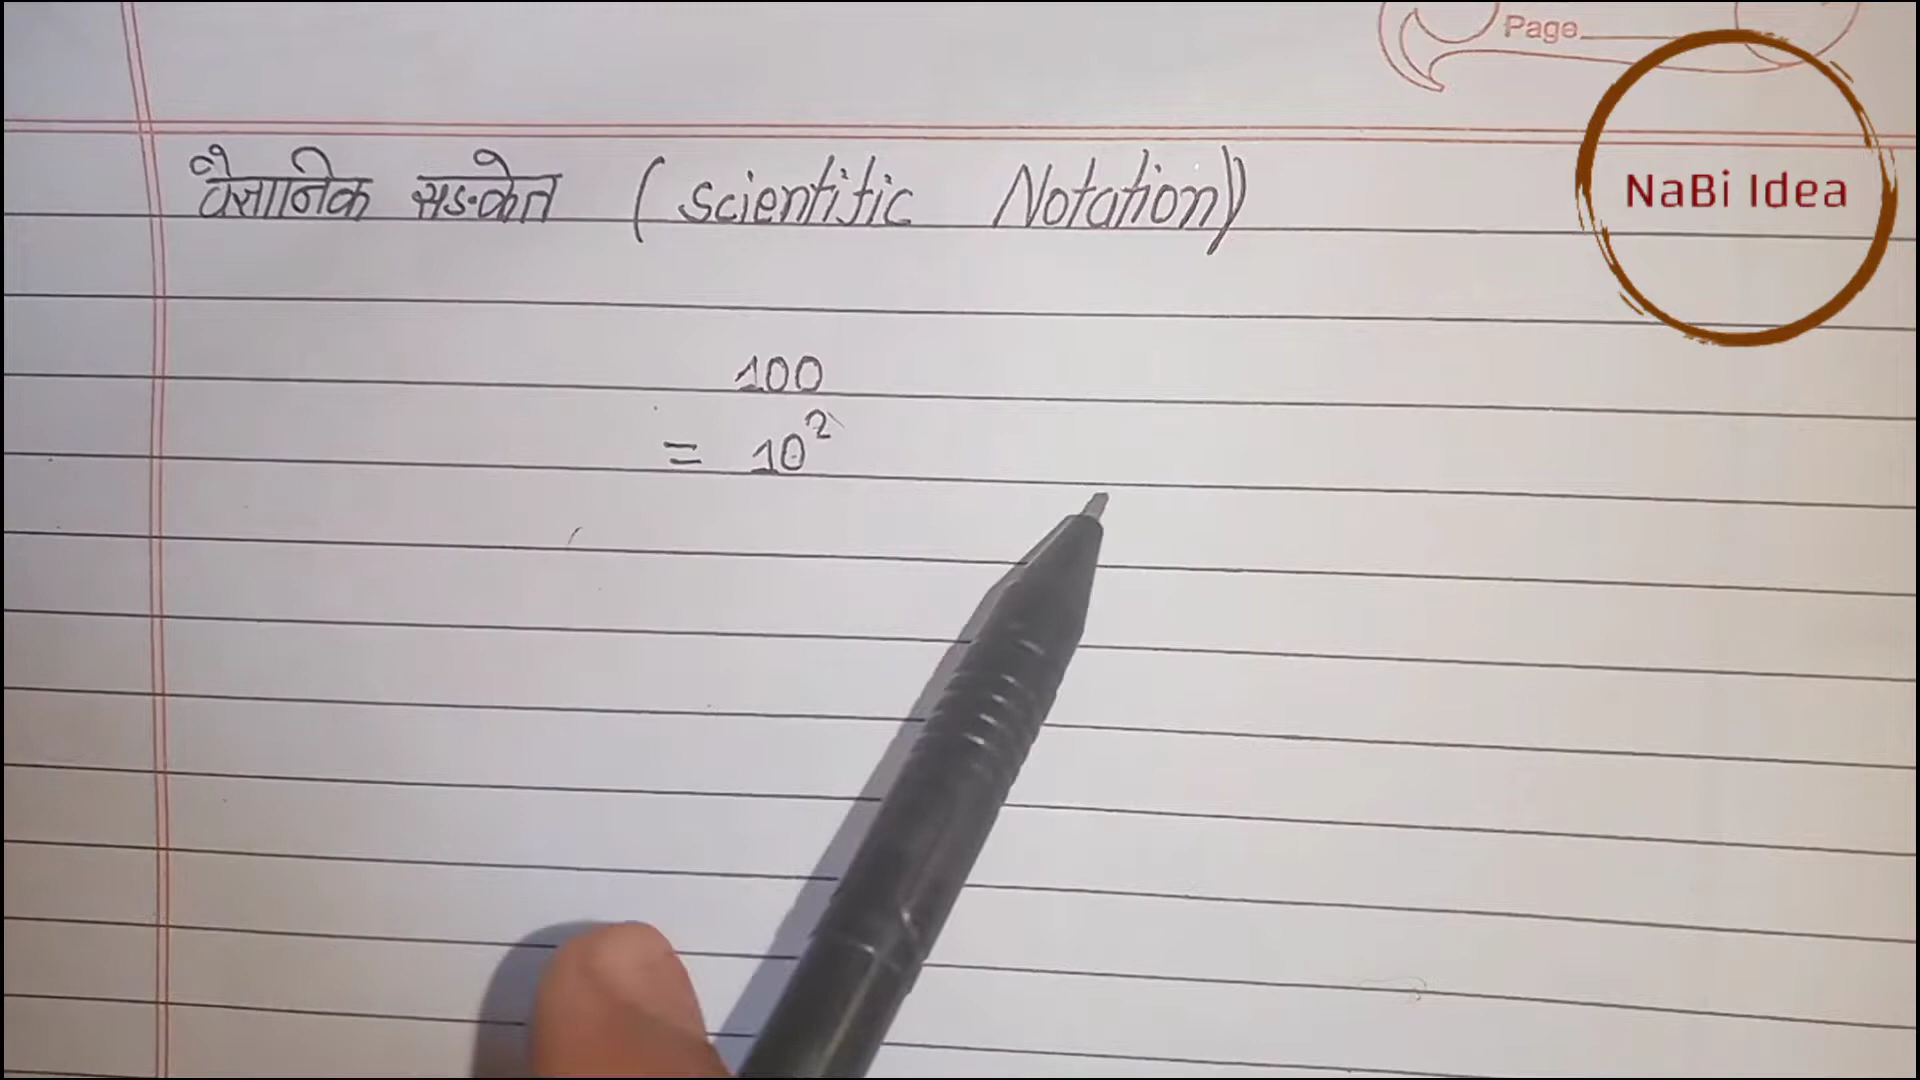 Page
NaBi Idea
वैज्ञानिक सङ्केत (scientific Notation)
100
= 10²